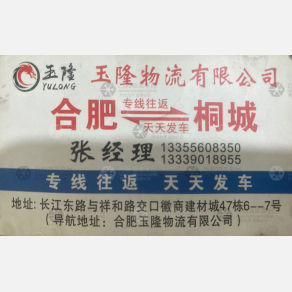 玉隆
YULONG
玉隆物流有限公司
合肥 专线往返 天天发车 桐城
张经理 13355608350
13339018955
专线往返 天天发车
地址:长江东路与祥和路交口徽商建材城47栋6--7号
(导航地址:合肥玉隆物流有限公司)